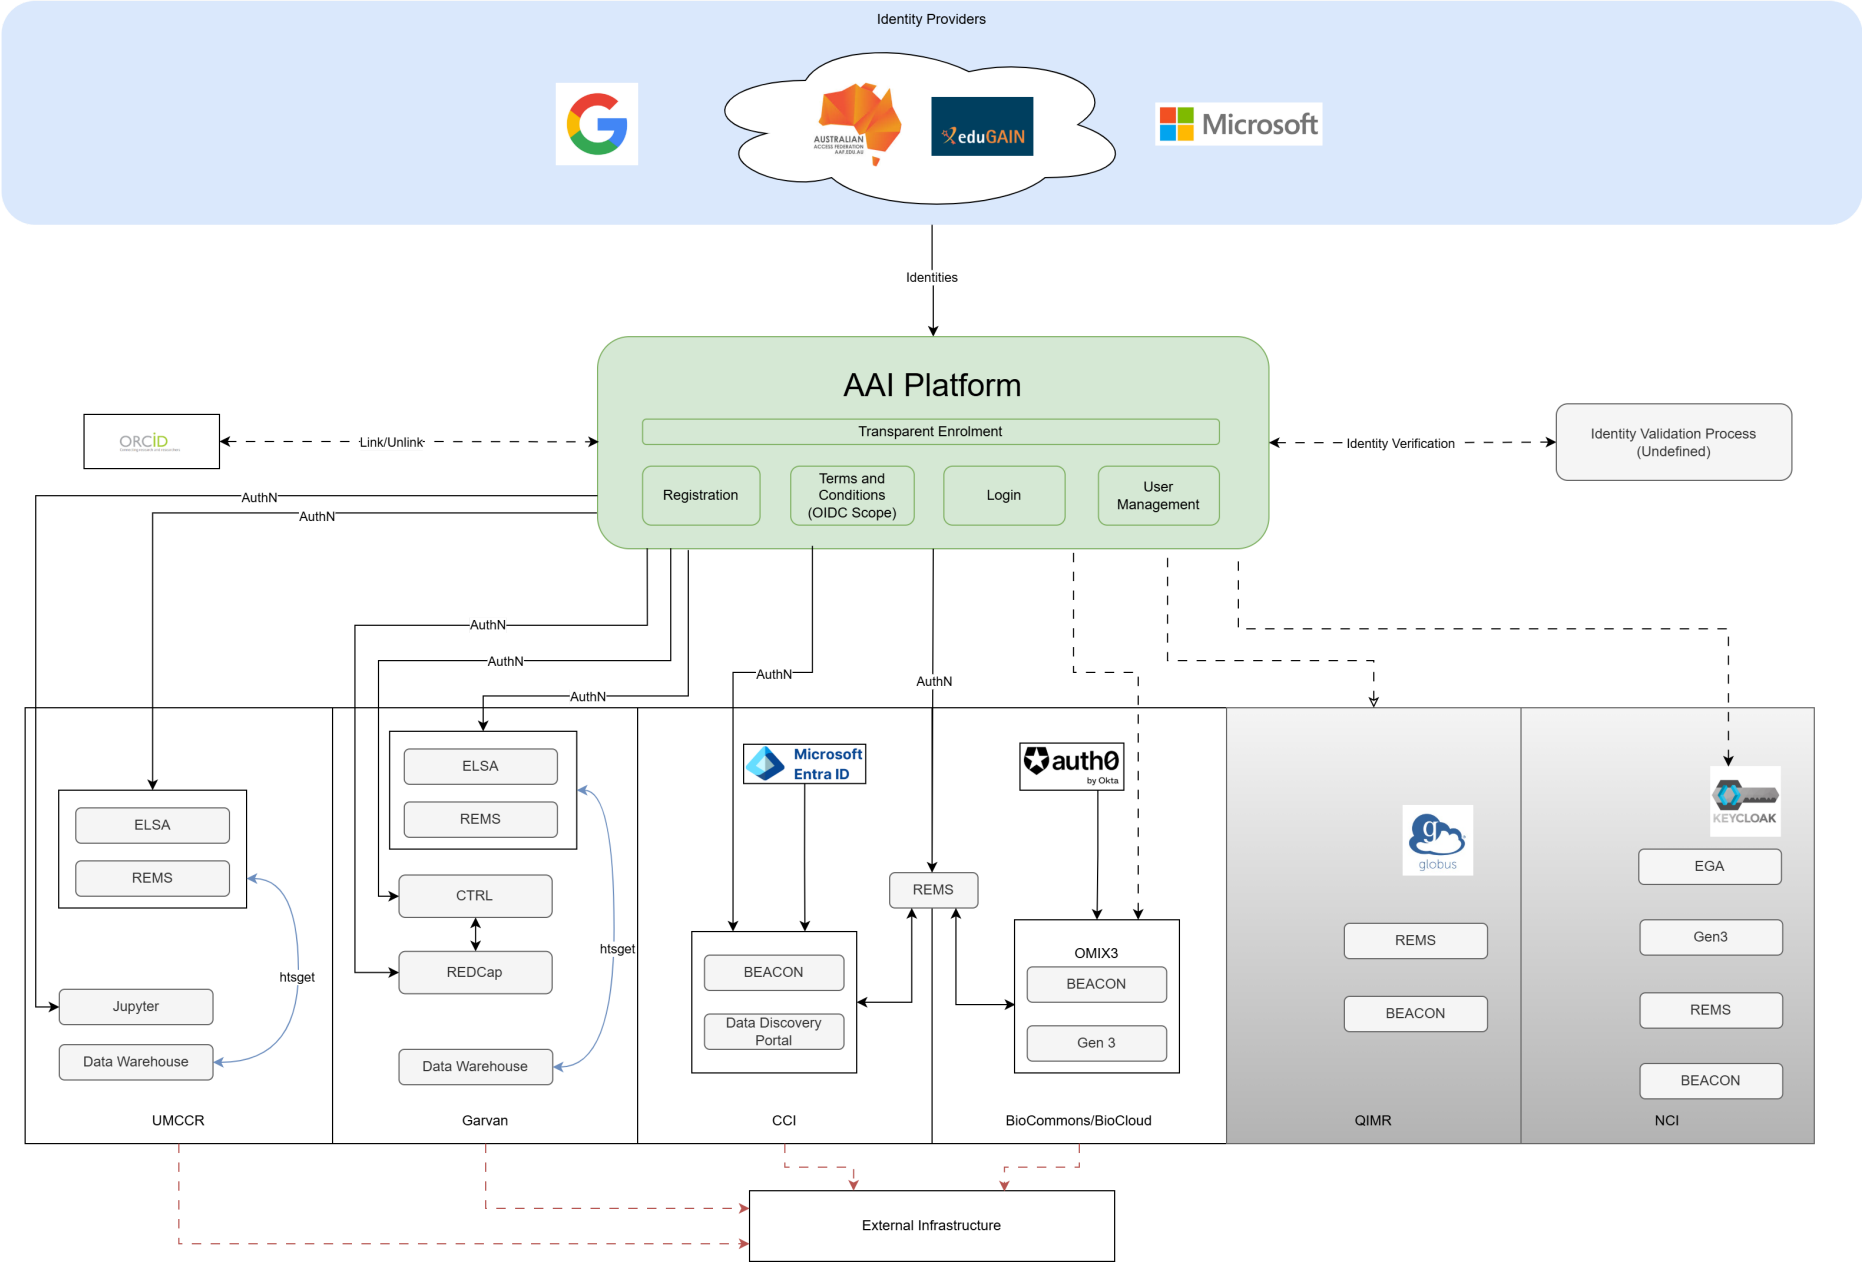 Identity Providers
AUSTRALIAN
ACCESS FEDERATION
AAF.EDU.AU
eduGAIN
Microsoft
Identities
AAI Platform
Transparent Enrolment
Registration
Terms and
Conditions
(OIDC Scope)
Login
User
Management
ORCiD
Link/Unlink
Identity Verification
Identity Validation Process
(Undefined)
AuthN
AuthN
AuthN
AuthN
AuthN
AuthN
AuthN
ELSA
REMS
htsget
Jupyter
Data Warehouse
UMCCR
ELSA
REMS
CTRL
REDCap
htsget
Data Warehouse
Garvan
Microsoft
Entra ID
BEACON
Data Discovery
Portal
CCI
REMS
auth0
by Okta
OMIX3
BEACON
Gen 3
BioCommons/BioCloud
g
globus
REMS
BEACON
QIMR
KEYCLOAK
EGA
Gen3
REMS
BEACON
NCI
External Infrastructure